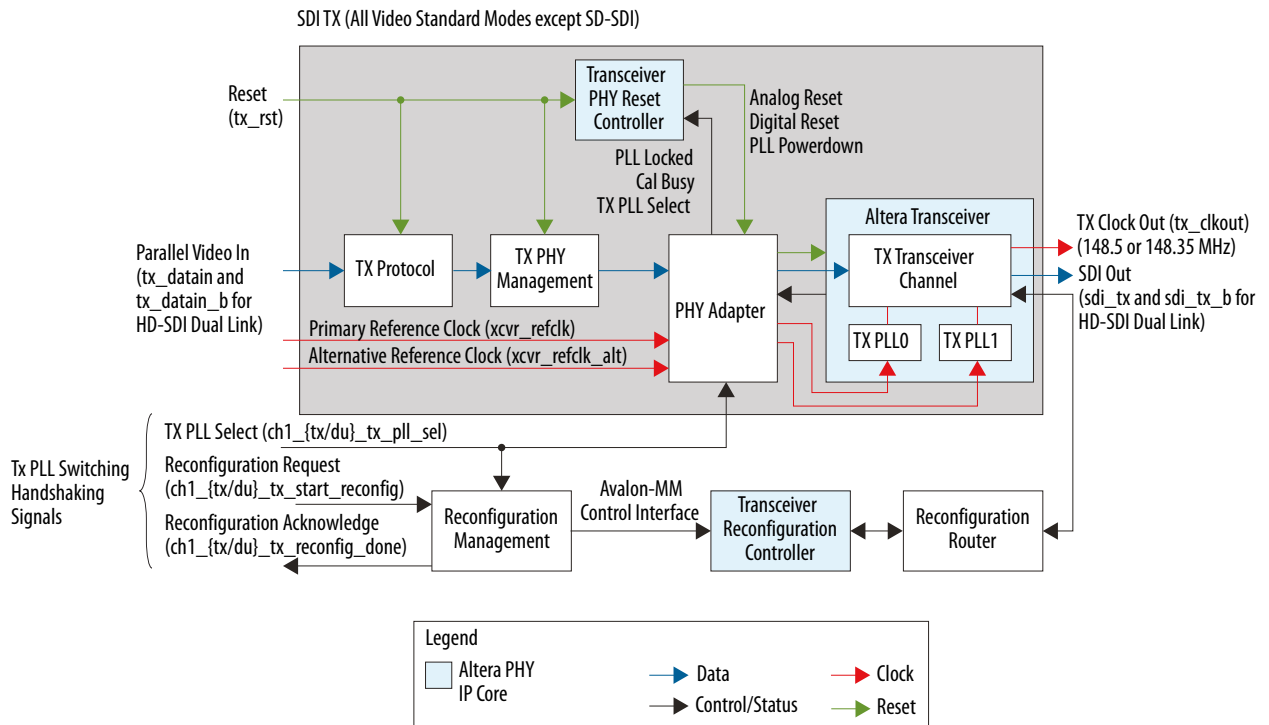 SDI TX (All Video Standard Modes except SD-SDI)
Reset
(tx_rst)
Transceiver
PHY Reset
Controller
Analog Reset
Digital Reset
PLL Powerdown
PLL Locked
Cal Busy
TX PLL Select
Parallel Video In
(tx_datain and
tx_datain_b for
HD-SDI Dual Link)
TX Protocol
TX PHY
Management
PHY Adapter
Altera Transceiver
TX Transceiver
Channel
TX PLL0
TX PLL1
TX Clock Out (tx_clkout)
(148.5 or 148.35 MHz)
SDI Out
(sdi_tx and sdi_tx_b for
HD-SDI Dual Link)
Primary Reference Clock (xcvr_refclk)
Alternative Reference Clock (xcvr_refclk_alt)
Tx PLL Switching
Handshaking
Signals
TX PLL Select (ch1_{tx/du}_tx_pll_sel)
Reconfiguration Request
(ch1_{tx/du}_tx_start_reconfig)
Reconfiguration Acknowledge
(ch1_{tx/du}_tx_reconfig_done)
Reconfiguration
Management
Avalon-MM
Control Interface
Transceiver
Reconfiguration
Controller
Reconfiguration
Router
Legend
Altera PHY
IP Core
Data
Control/Status
Clock
Reset